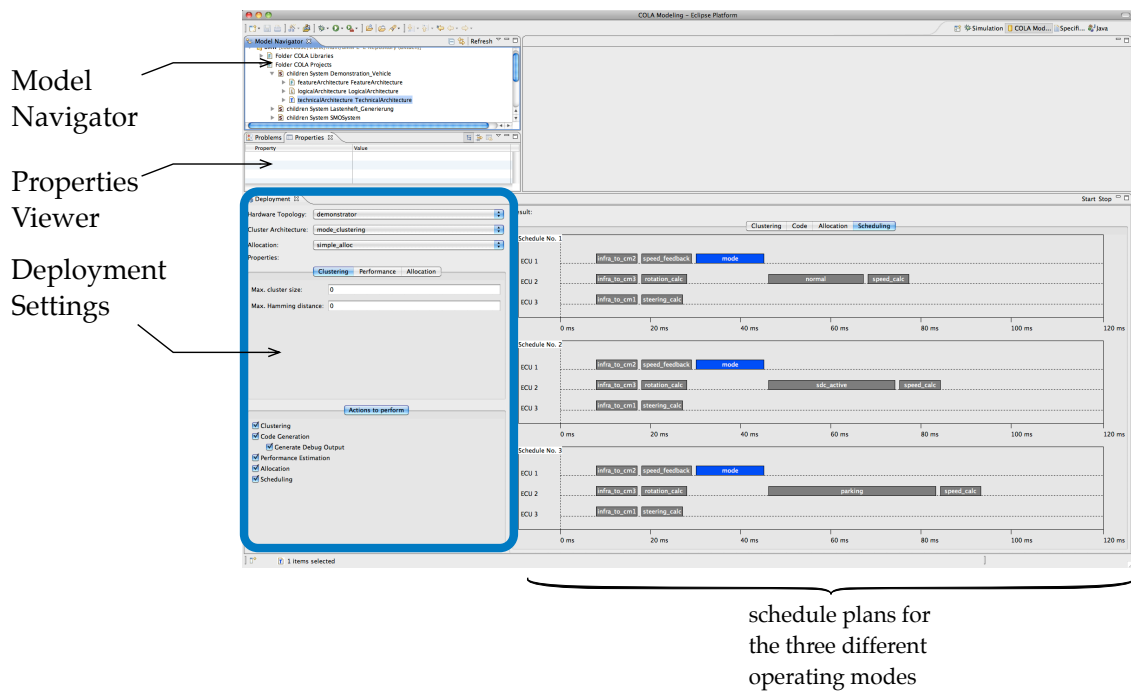 COLA Modeling - Eclipse Platform
Simulation COLA Mod... Specifi... Java
Model Navigator Refresh
Folder COLA Libraries
Folder COLA Projects
children System Demonstration_Vehicle
featureArchitecture FeatureArchitecture
logicalArchitecture LogicalArchitecture
technicalArchitecture TechnicalArchitecture
children System Lastenheft_Generierung
children System SMOSystem
Problems Properties
Property Value
Model
Navigator
Properties
Viewer
Deployment
Settings
Deployment
Hardware Topology: demonstrator
Cluster Architecture: mode_clustering
Allocation: simple_alloc
Properties:
Clustering Performance Allocation
Max. cluster size: 0
Max. Hamming distance: 0
Actions to perform
Clustering
Code Generation
Generate Debug Output
Performance Estimation
Allocation
Scheduling
Start Stop
sult:
Clustering Code Allocation Scheduling
Schedule No. 1
ECU 1 infra_to_cm2 speed_feedback mode
ECU 2 infra_to_cm3 rotation_calc normal speed_calc
ECU 3 infra_to_cm1 steering_calc
0 ms 20 ms 40 ms 60 ms 80 ms 100 ms 120 ms
Schedule No. 2
ECU 1 infra_to_cm2 speed_feedback mode
ECU 2 infra_to_cm3 rotation_calc sdc_active speed_calc
ECU 3 infra_to_cm1 steering_calc
0 ms 20 ms 40 ms 60 ms 80 ms 100 ms 120 ms
Schedule No. 3
ECU 1 infra_to_cm2 speed_feedback mode
ECU 2 infra_to_cm3 rotation_calc parking speed_calc
ECU 3 infra_to_cm1 steering_calc
0 ms 20 ms 40 ms 60 ms 80 ms 100 ms 120 ms
1 items selected
schedule plans for
the three different
operating modes